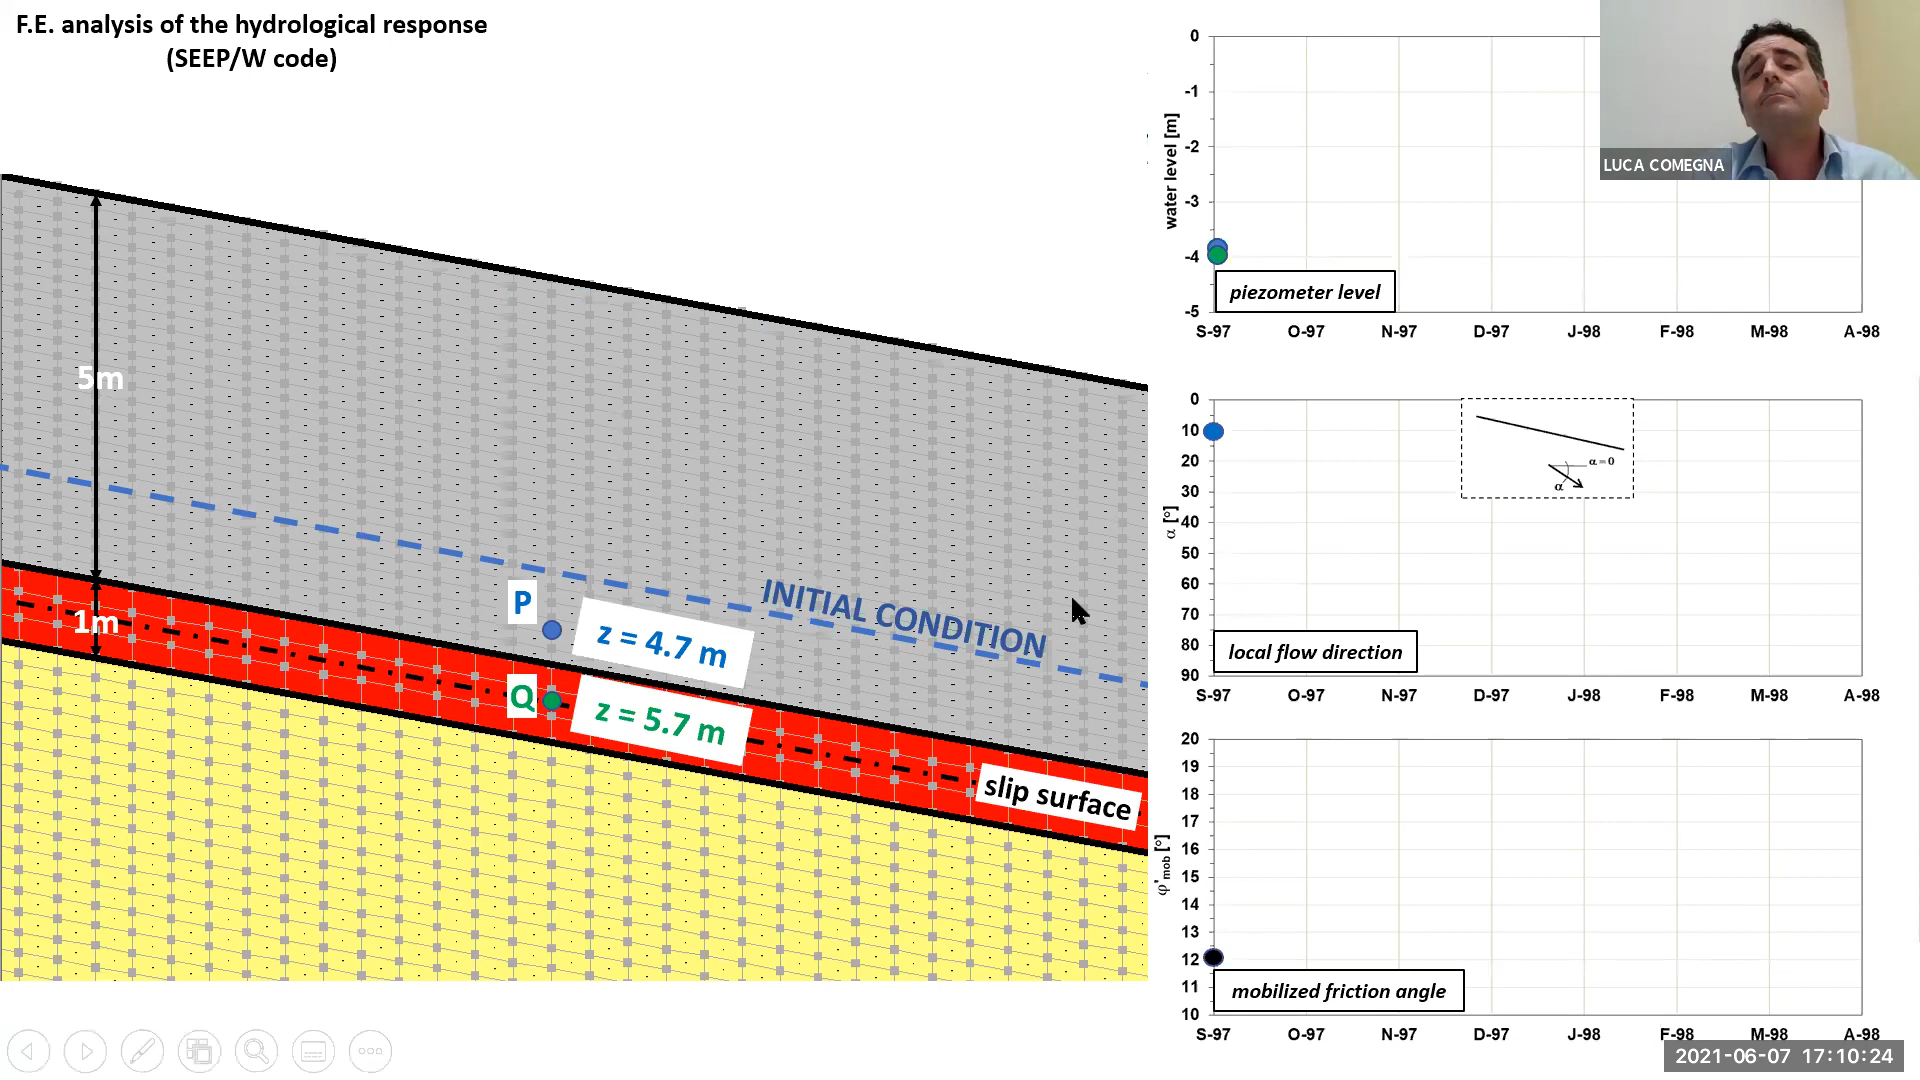 F.E. analysis of the hydrological response
(SEEP/W code)
5m
1m
P
z = 4.7 m
INITIAL CONDITION
Q
z = 5.7 m
slip surface
water level [m]
0
-1
-2
-3
-4
-5
piezometer level
S-97 O-97 N-97 D-97 J-98 F-98 M-98 A-98
LUCA COMEGNA
α [°]
0
10
20
30
40
50
60
70
80
90
α=0
α
local flow direction
S-97 O-97 N-97 D-97 J-98 F-98 M-98 A-98
φ'mob [°]
20
19
18
17
16
15
14
13
12
11
10
mobilized friction angle
S-97 O-97 N-97 D-97 J-98 F-98 M-98 A-98
2021-06-07 17:10:24